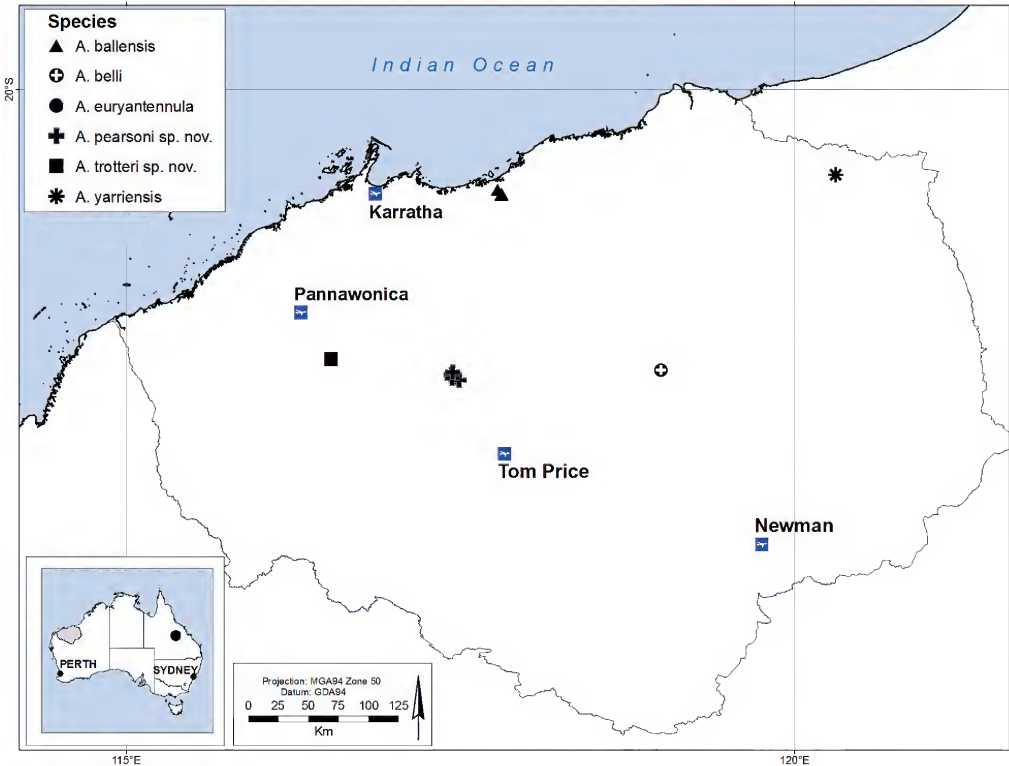 Species
A. ballensis
A. belli
A. euryantennula
A. pearsoni sp. nov.
A. trotteri sp. nov.
A. yarriensis
Indian Ocean
20°S
Karratha
Pannawonica
Tom Price
Newman
PERTH
SYDNEY
Projection: MGA94 Zone 50
Datum: GDA94
0 25 50 75 100 125
Km
115°E
120°E